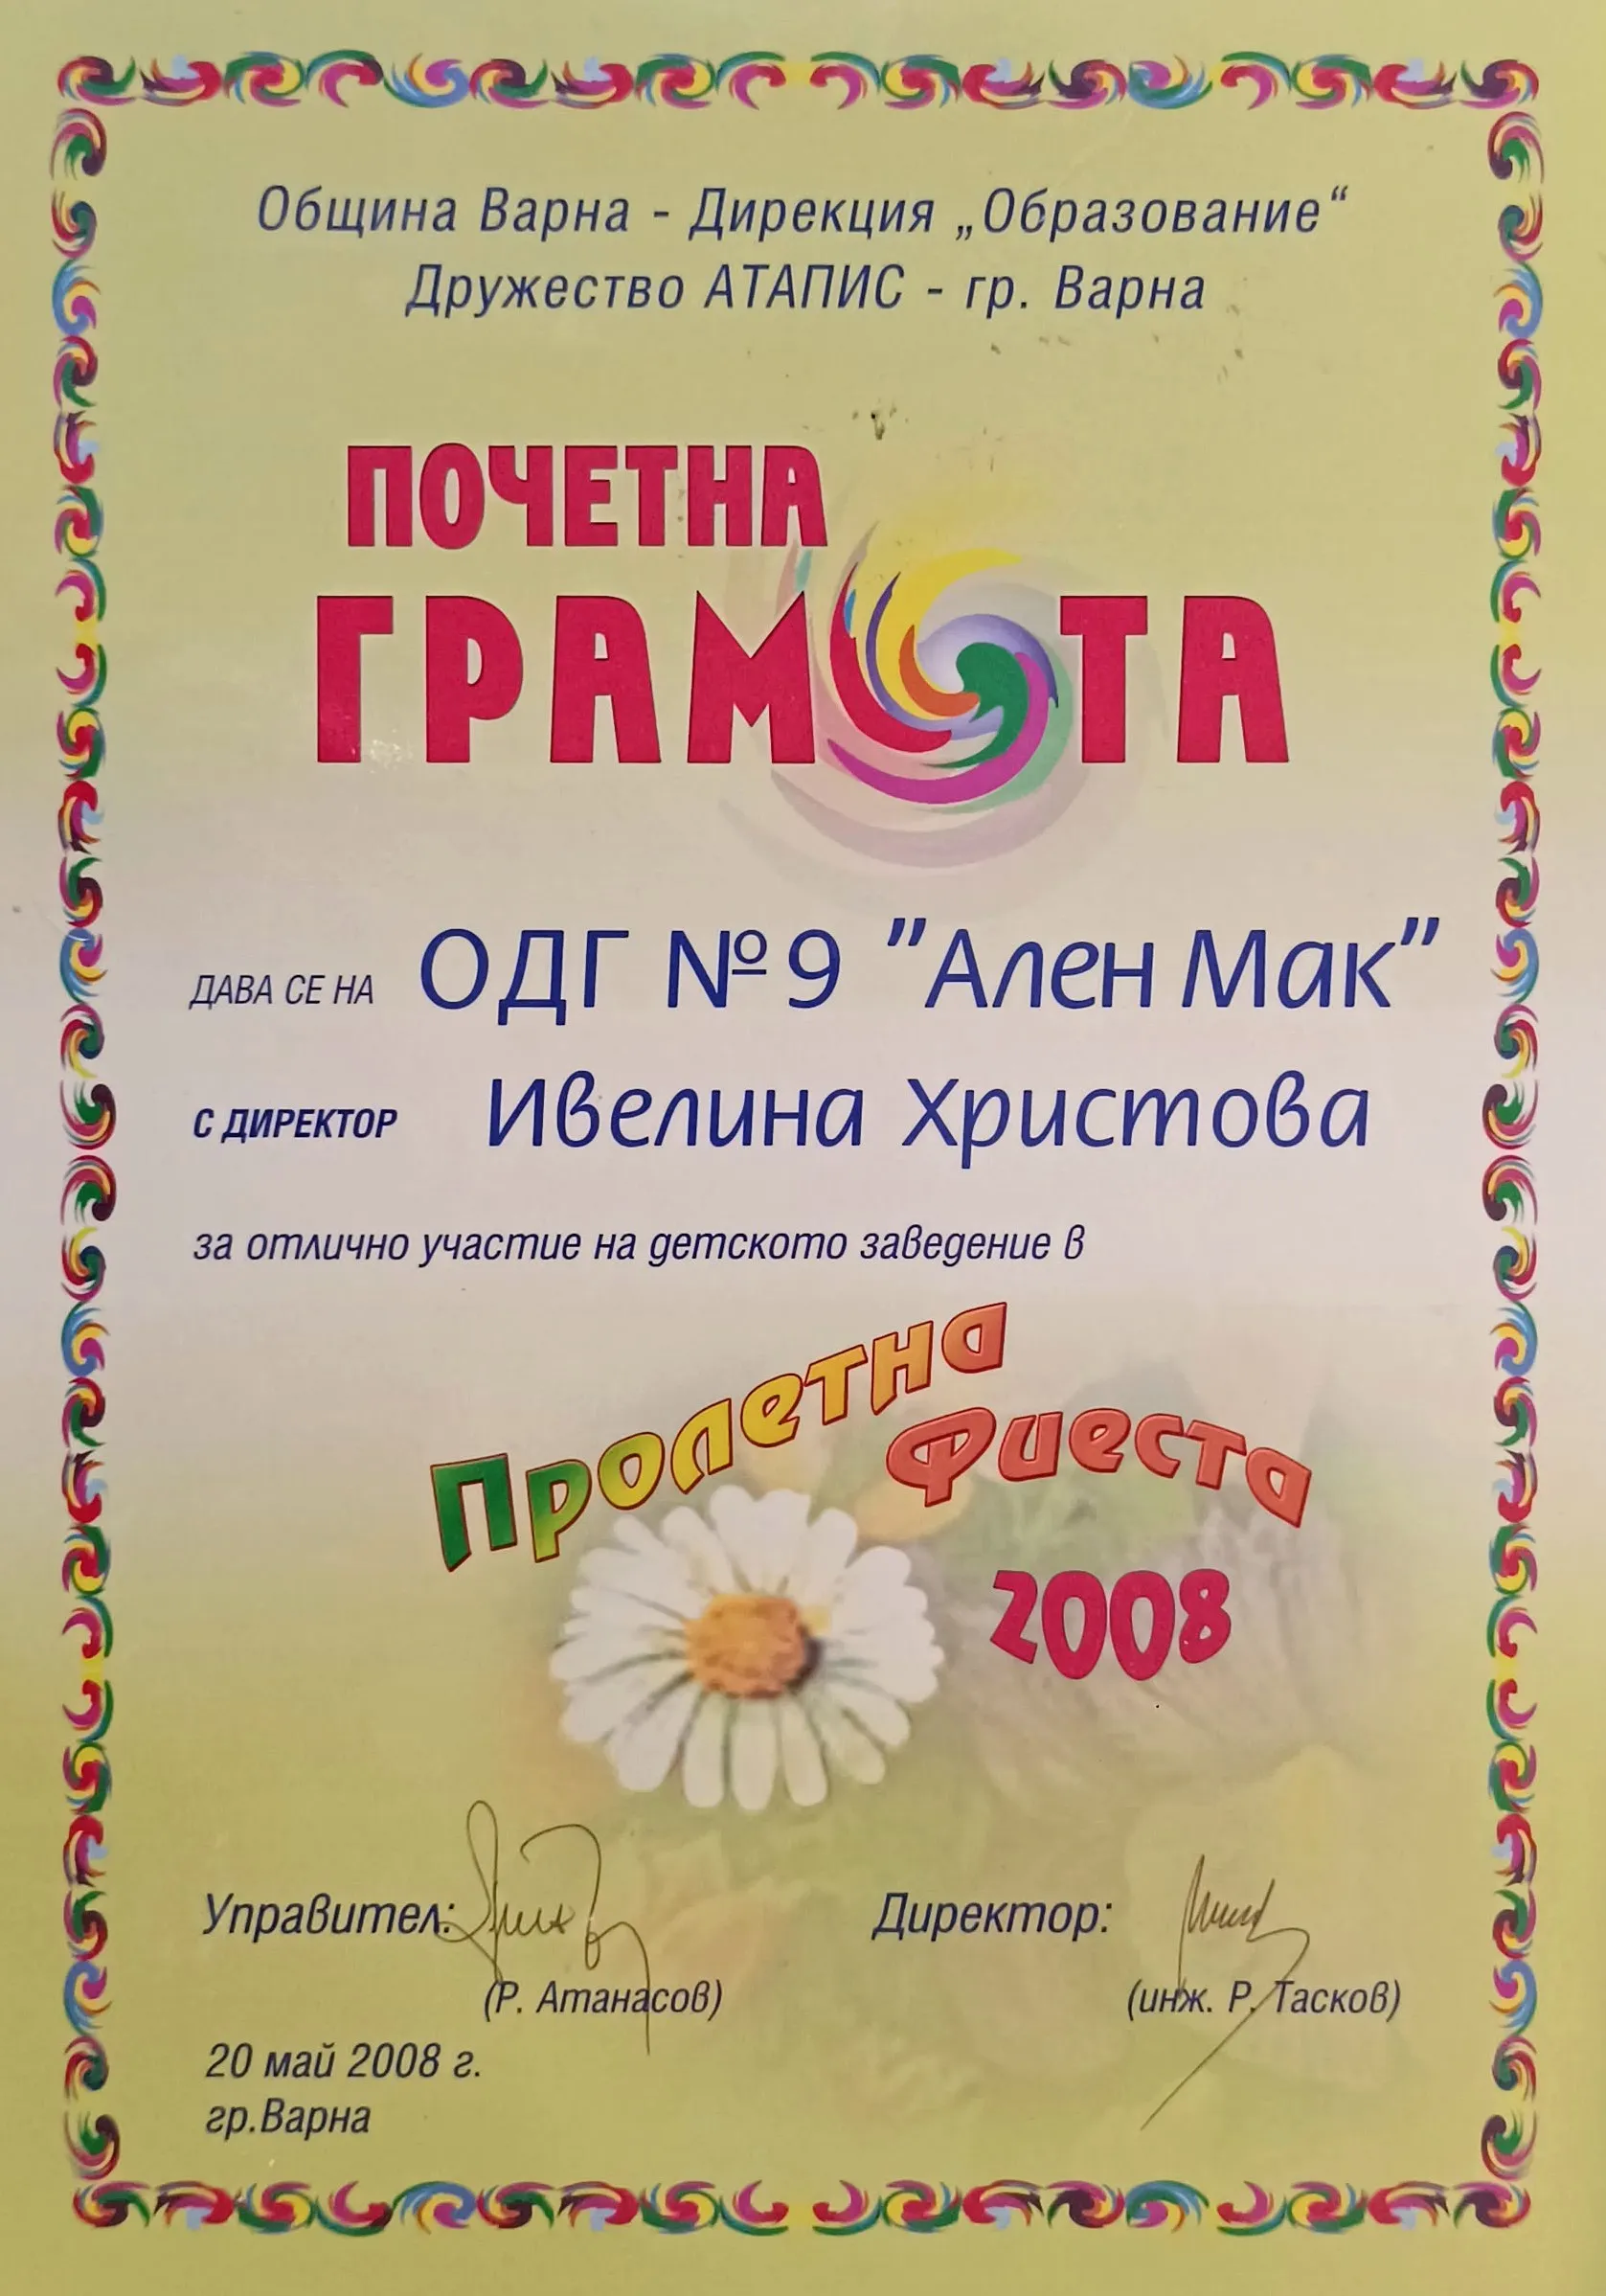 Община Варна - Дирекция „Образование“
Дружество АТАПИС - гр. Варна
ПОЧЕТНА
ГРАМОТА
ДАВА СЕ НА ОДГ №9 "Ален Мак"
С ДИРЕКТОР Ивелина Христова
за отлично участие на детското заведение в
Пролетна
Фиеста
2008
Управител: Директор:
(Р. Атанасов) (инж. Р. Тасков)
20 май 2008 г.
гр.Варна